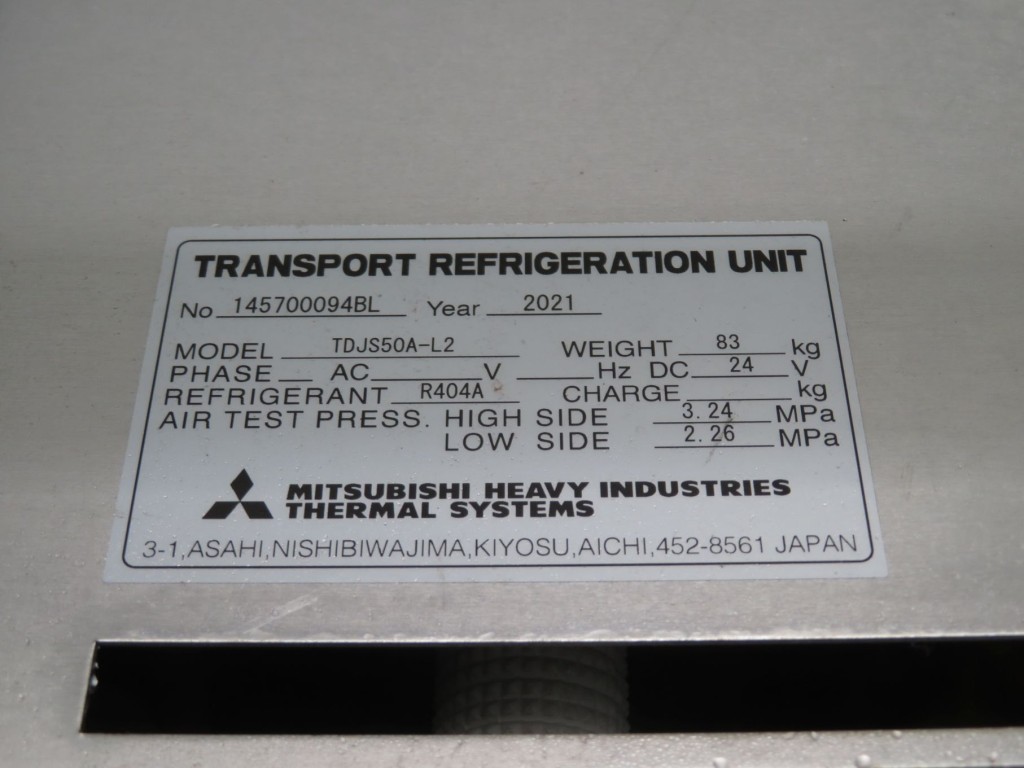 TRANSPORT REFRIGERATION UNIT
No 145700094BL Year 2021
MODEL TDJS50A-L2 WEIGHT 83 kg
PHASE AC V Hz DC 24 V
REFRIGERANT R404A CHARGE kg
AIR TEST PRESS. HIGH SIDE 3.24 MPa
LOW SIDE 2.26 MPa
MITSUBISHI HEAVY INDUSTRIES
THERMAL SYSTEMS
3-1,ASAHI,NISHIBIWAJIMA,KIYOSU,AICHI,452-8561 JAPAN